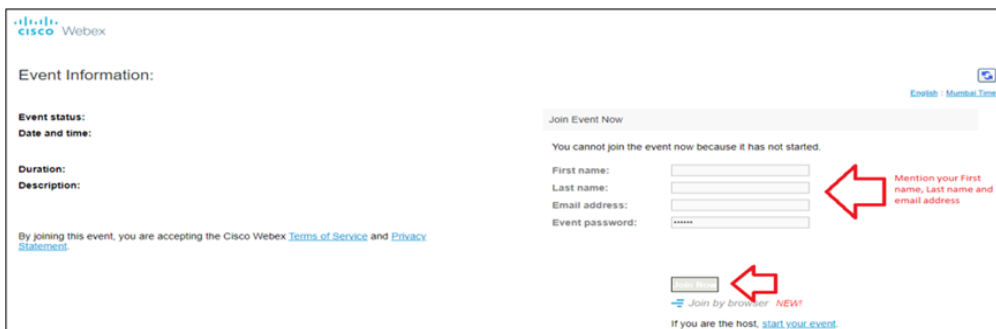 cisco Webex
Event Information:
English : Mumbai Time
Event status:
Date and time:
Duration:
Description:
By joining this event, you are accepting the Cisco Webex Terms of Service and Privacy
Statement.
Join Event Now
You cannot join the event now because it has not started.
First name:
Last name:
Email address:
Event password: ••••••
Mention your First
name, Last name and
email address
Join Now
Join by browser NEW!
If you are the host, start your event.